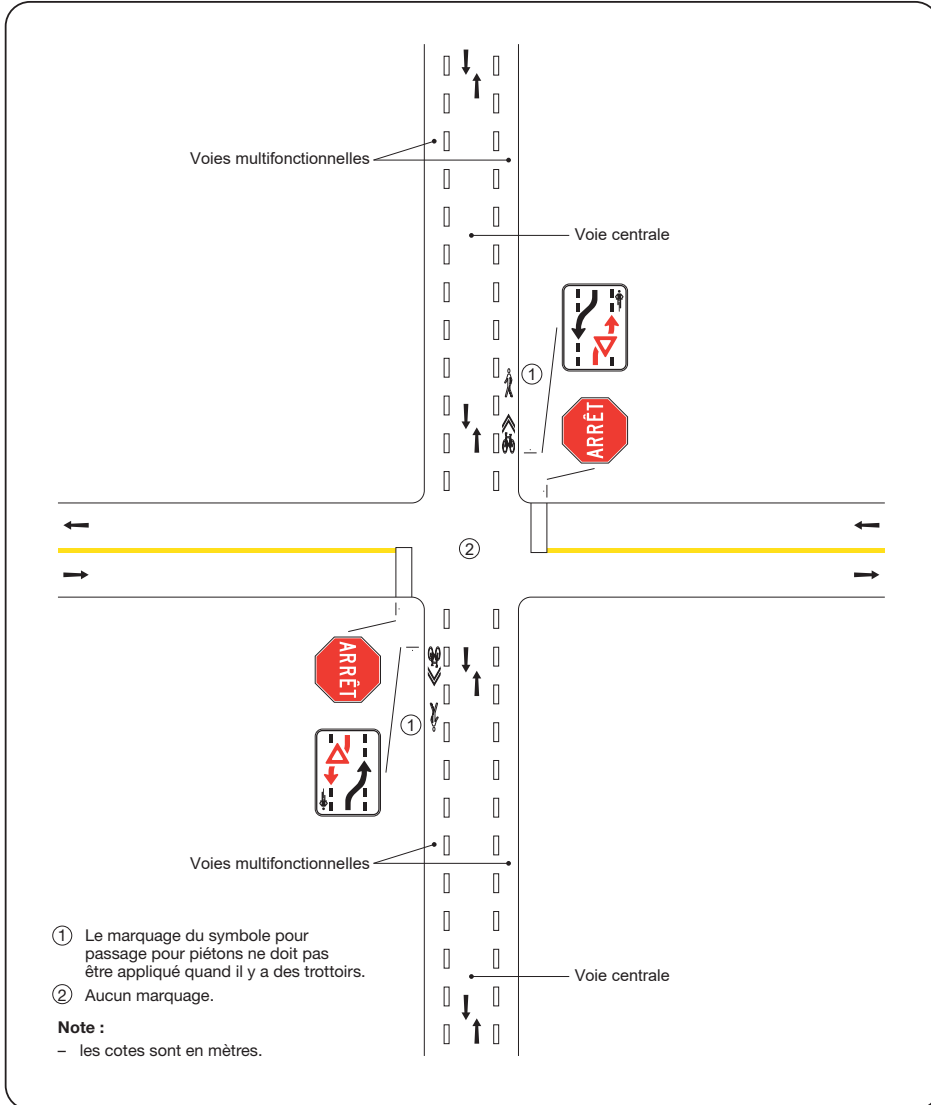 Voies multifonctionnelles
Voie centrale
①
ARRÊT
②
ARRÊT
①
Voies multifonctionnelles
① Le marquage du symbole pour
passage pour piétons ne doit pas
être appliqué quand il y a des trottoirs.
Voie centrale
② Aucun marquage.
Note :
– les cotes sont en mètres.